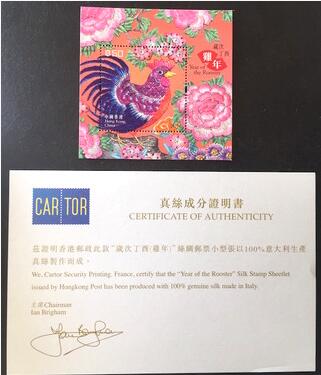 $50
歲次
丁酉
雞年
Year of
the Rooster
中國香港
Hong Kong,
China
CARTOR
真絲成分證明書
CERTIFICATE OF AUTHENTICITY
茲證明香港郵政此款“歲次丁酉(雞年)”絲綢郵票小型張以100%意大利生產
真絲製作而成。
We, Cartor Security Printing, France, certify that the “Year of the Rooster” Silk Stamp Sheetlet
issued by Hongkong Post has been produced with 100% genuine silk made in Italy.
主席 Chairman
Ian Brigham